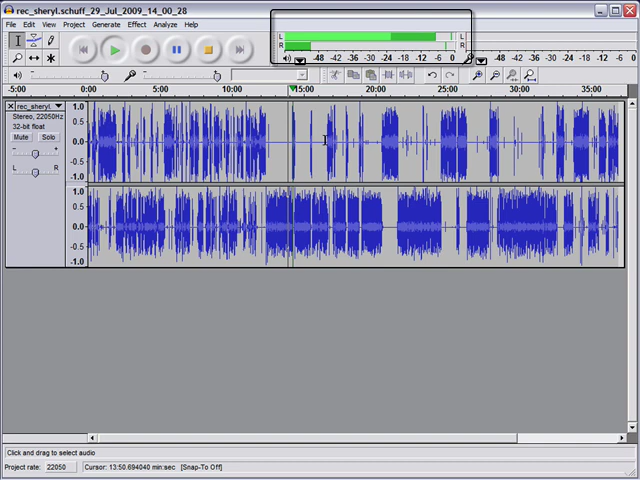 rec_sheryl.schuff_29_Jul_2009_14_00_28
File Edit View Project Generate Effect Analyze Help
L
R
-48 -42 -36 -30 -24 -18 -12 -6 0
L
R
-48 -42 -36 -30 -24 -18 -12 -6 0
-5:00 0:00 5:00 10:00 15:00 20:00 25:00 30:00 35:00
rec_sheryl.
Stereo, 22050Hz
32-bit float
Mute Solo
- +
L R
1.0
0.5
0.0
-0.5
-1.0
1.0
0.5
0.0
-0.5
-1.0
Click and drag to select audio
Project rate: 22050 Cursor: 13:50.694040 min:sec [Snap-To Off]